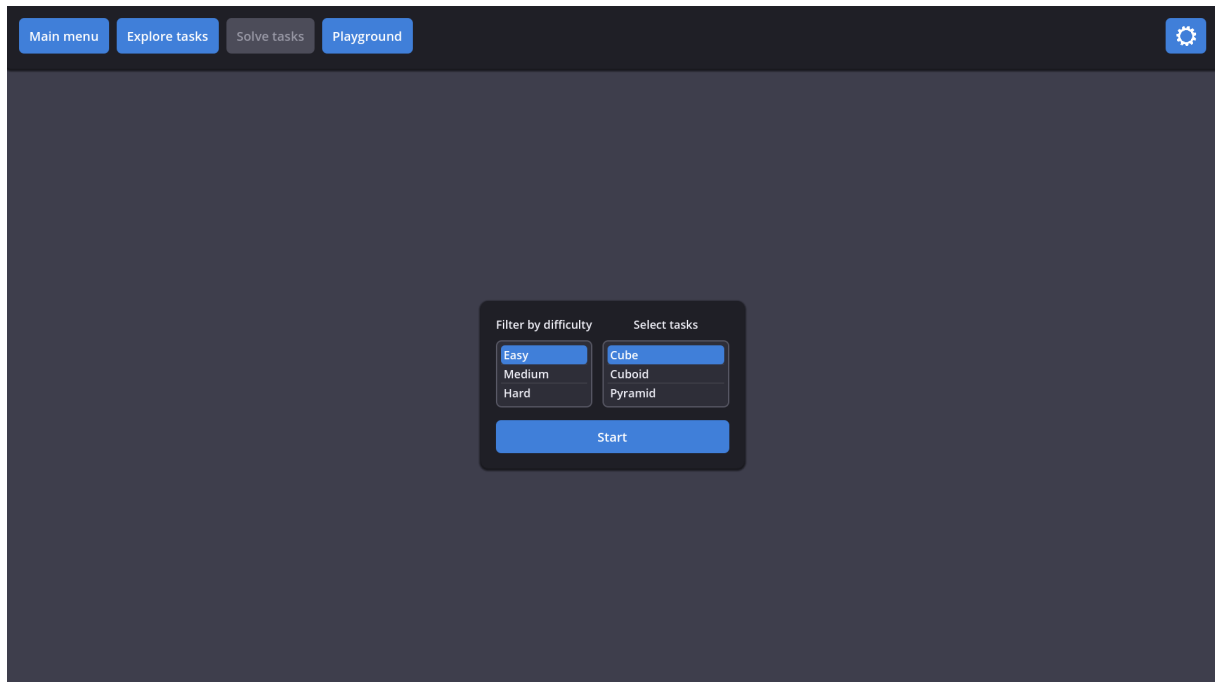 Main menu Explore tasks Solve tasks Playground
Filter by difficulty Select tasks
Easy Cube
Medium Cuboid
Hard Pyramid
Start